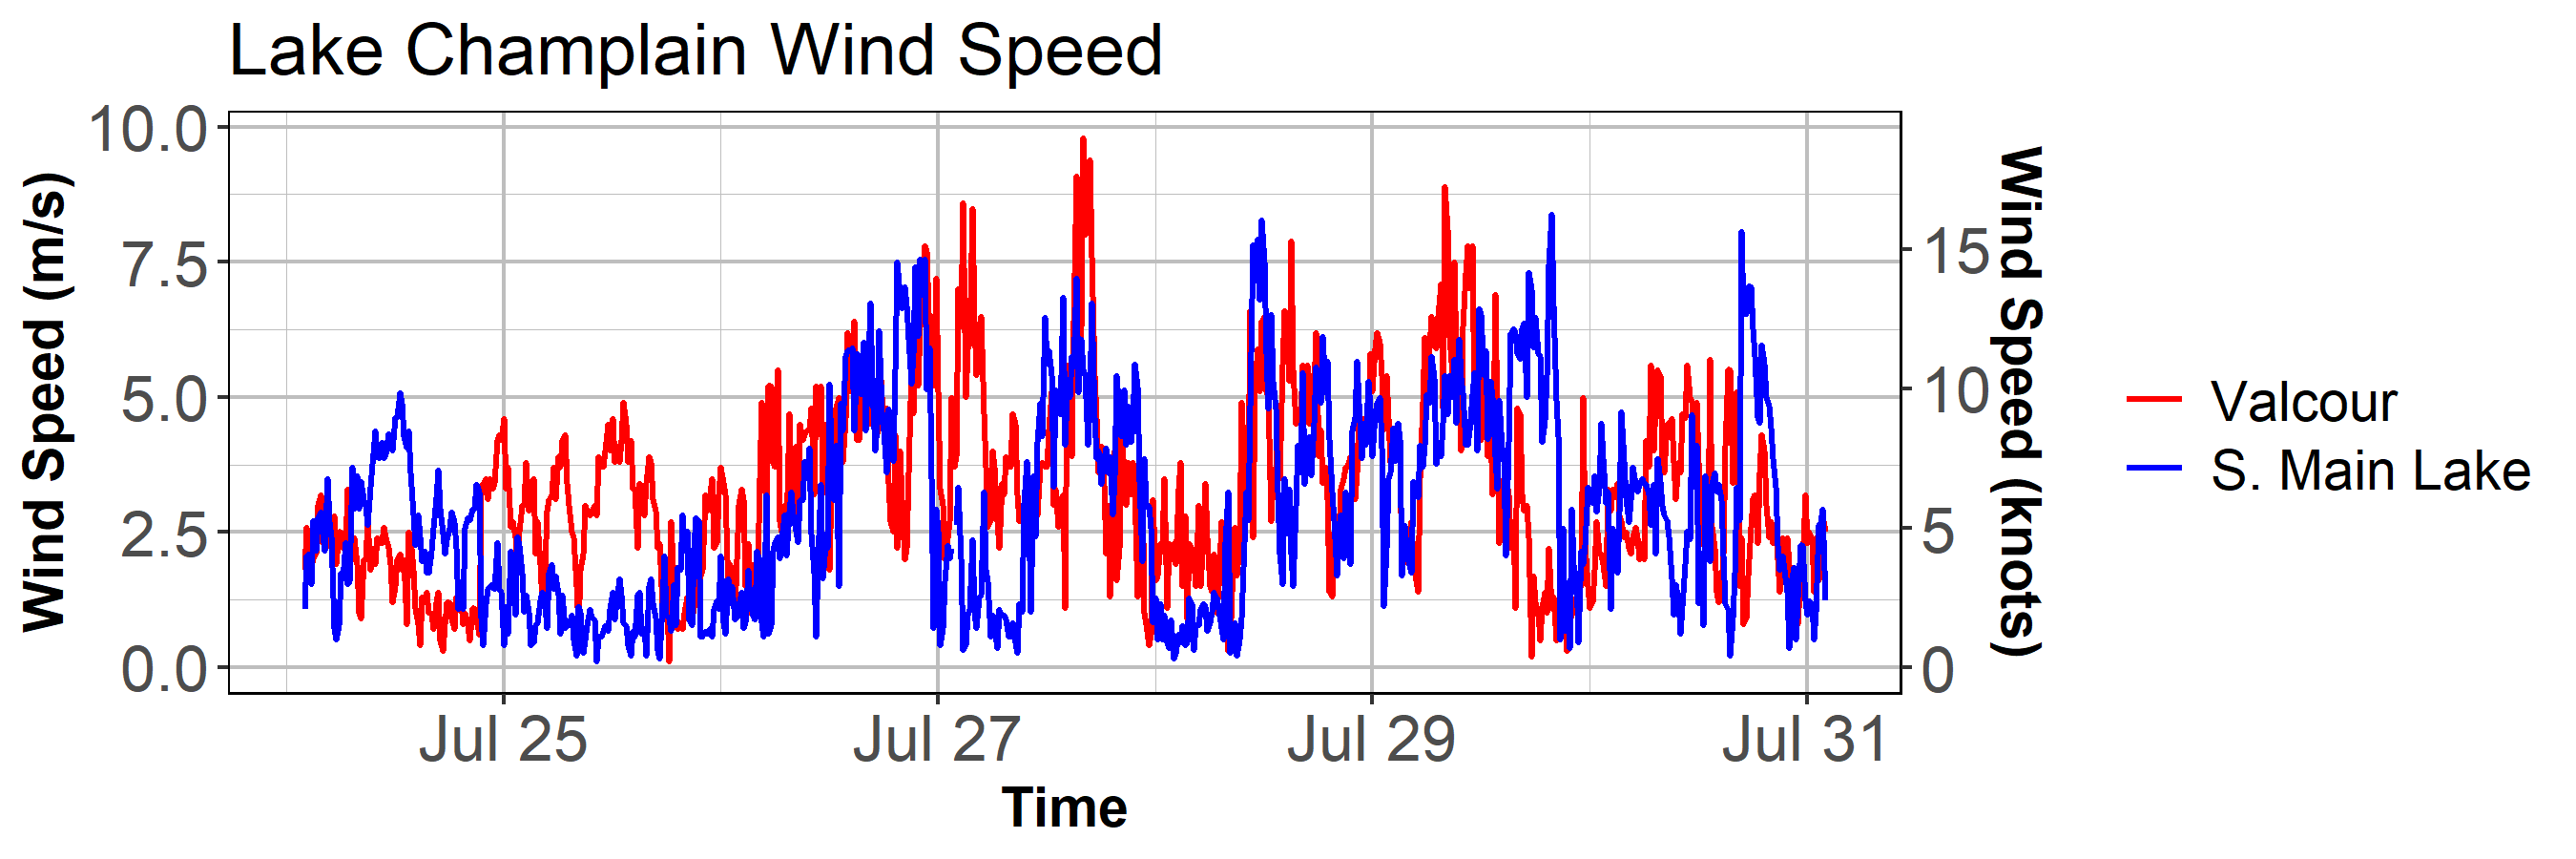 Lake Champlain Wind Speed
10.0
7.5
5.0
2.5
0.0
Wind Speed (m/s)
15
10
5
0
Wind Speed (knots)
Jul 25
Jul 27
Jul 29
Jul 31
Time
Valcour
S. Main Lake